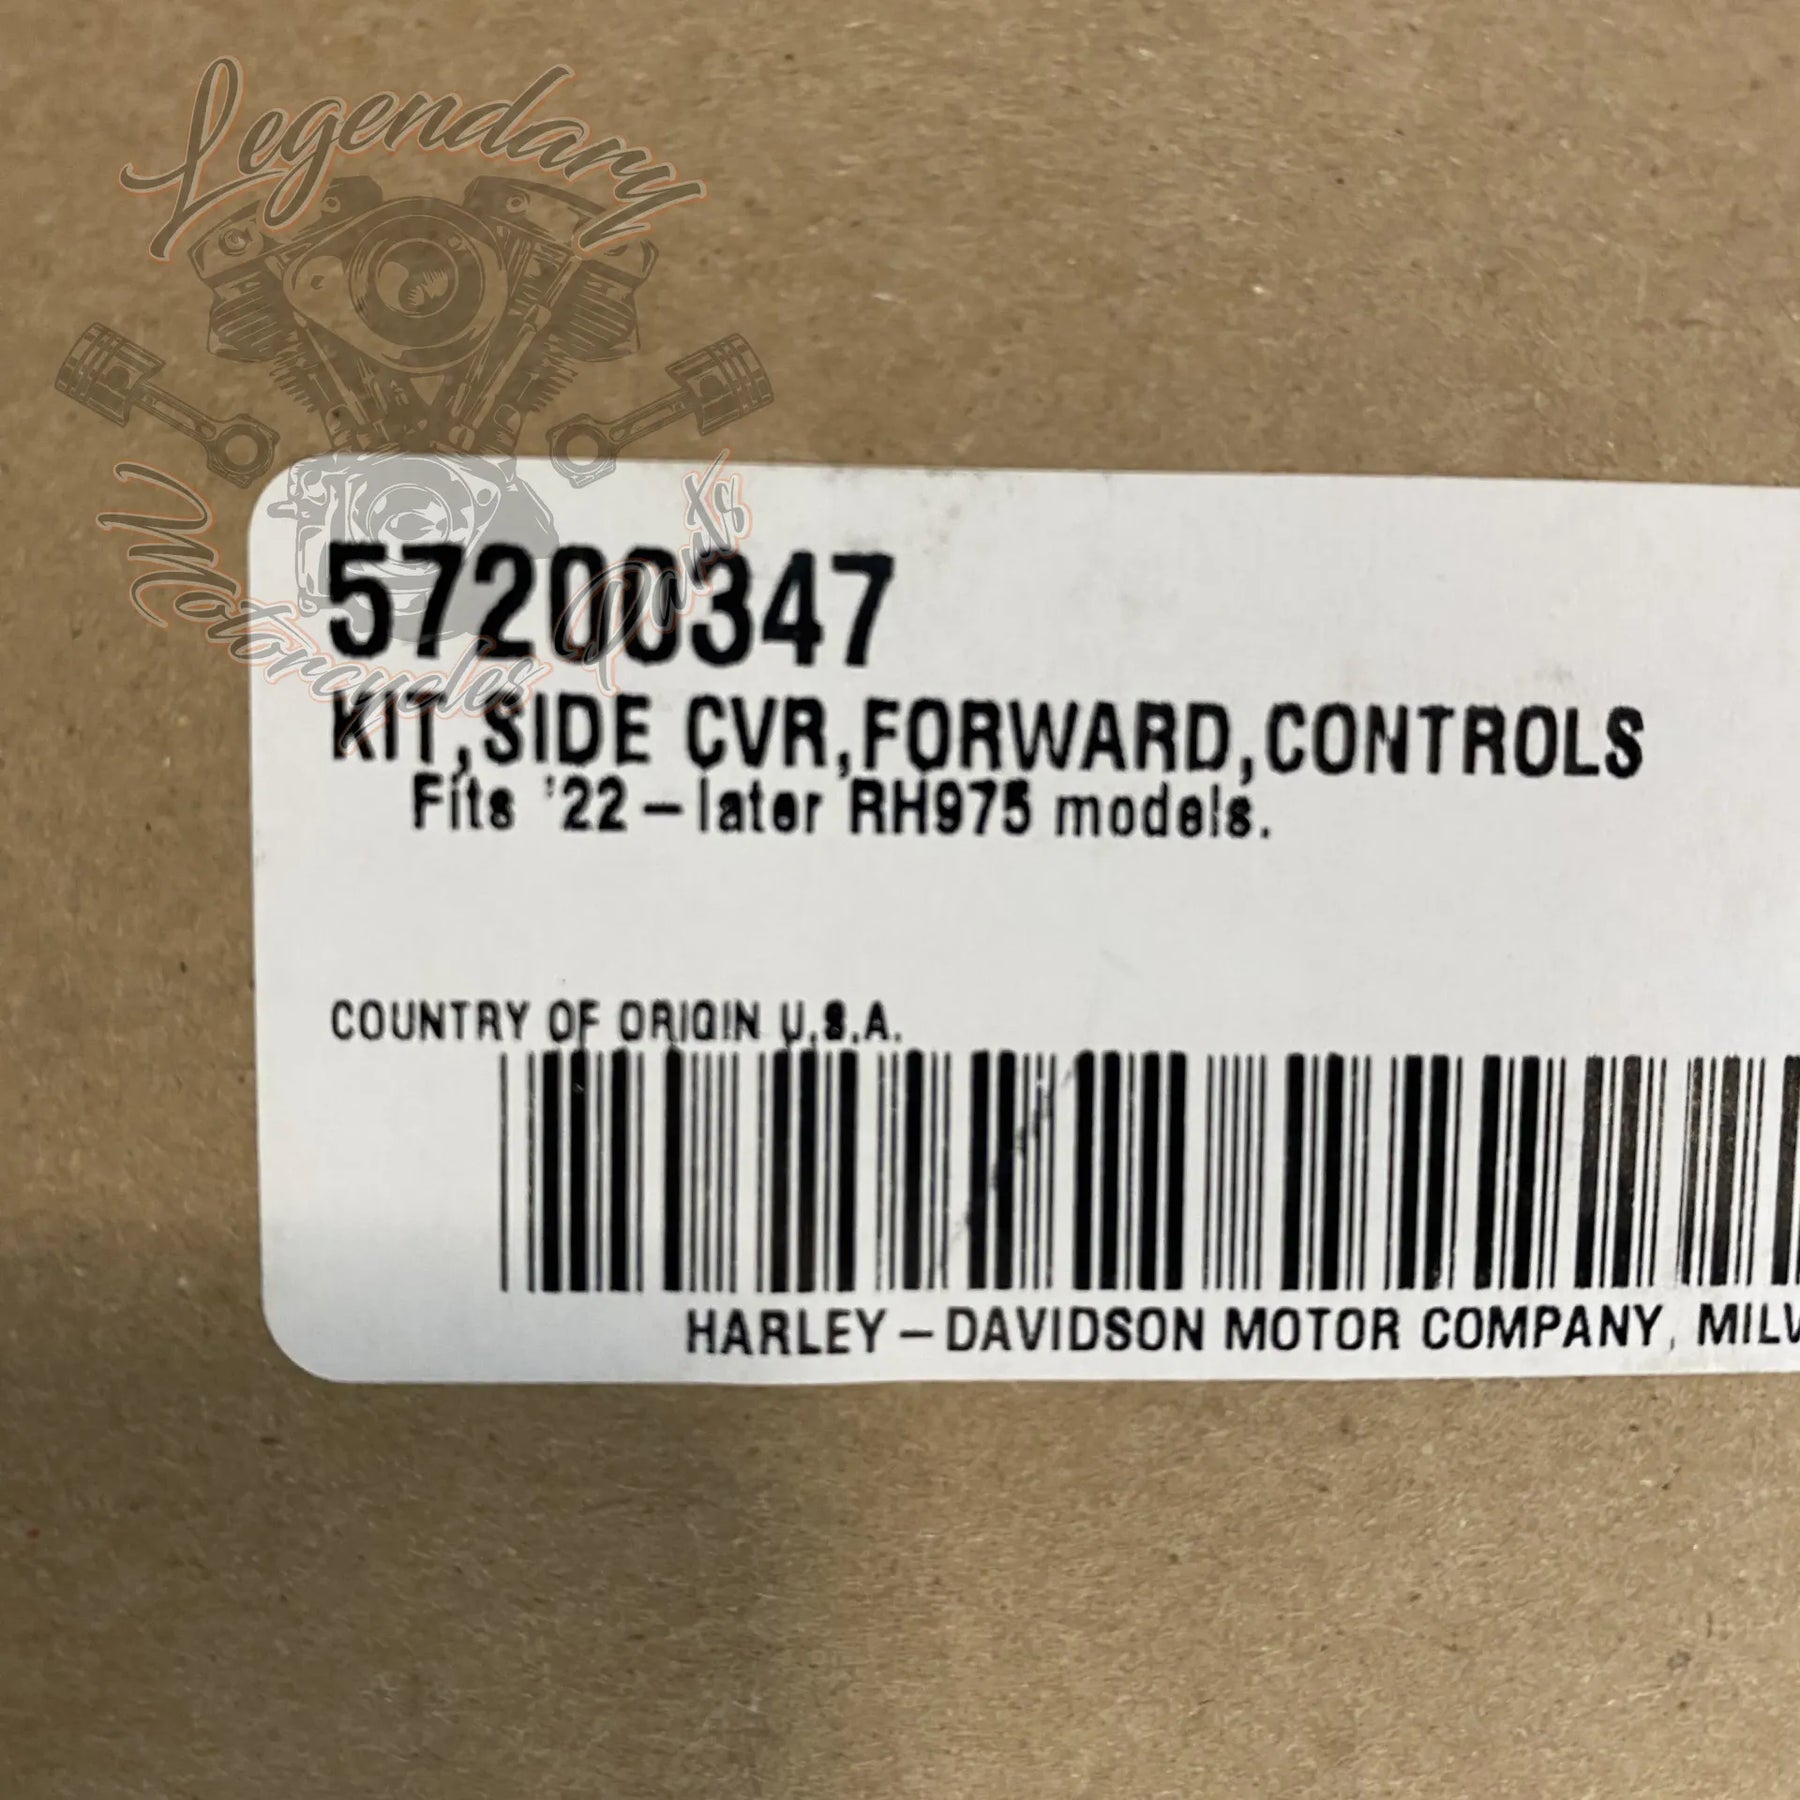 Legendary
Motorcycles Parts
57200347
KIT,SIDE CVR,FORWARD,CONTROLS
Fits '22-later RH975 models.
COUNTRY OF ORIGIN U.S.A.
HARLEY-DAVIDSON MOTOR COMPANY, MILW